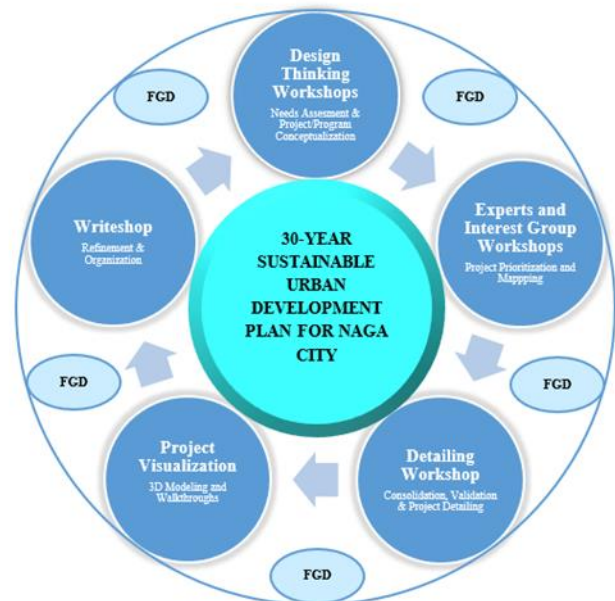 Design
Thinking
Workshops
Needs Assesment &
Project/Program
Conceptualization
FGD
Experts and
Interest Group
Workshops
Project Prioritization and
Mappping
FGD
Detailing
Workshop
Consolidation, Validation
& Project Detailing
FGD
Project
Visualization
3D Modeling and
Walkthroughs
FGD
Writeshop
Refinement &
Organization
FGD
30-YEAR
SUSTAINABLE
URBAN
DEVELOPMENT
PLAN FOR NAGA
CITY